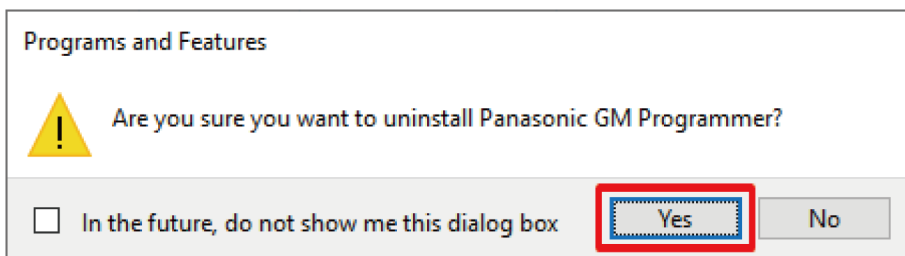 Programs and Features
Are you sure you want to uninstall Panasonic GM Programmer?
In the future, do not show me this dialog box
Yes
No